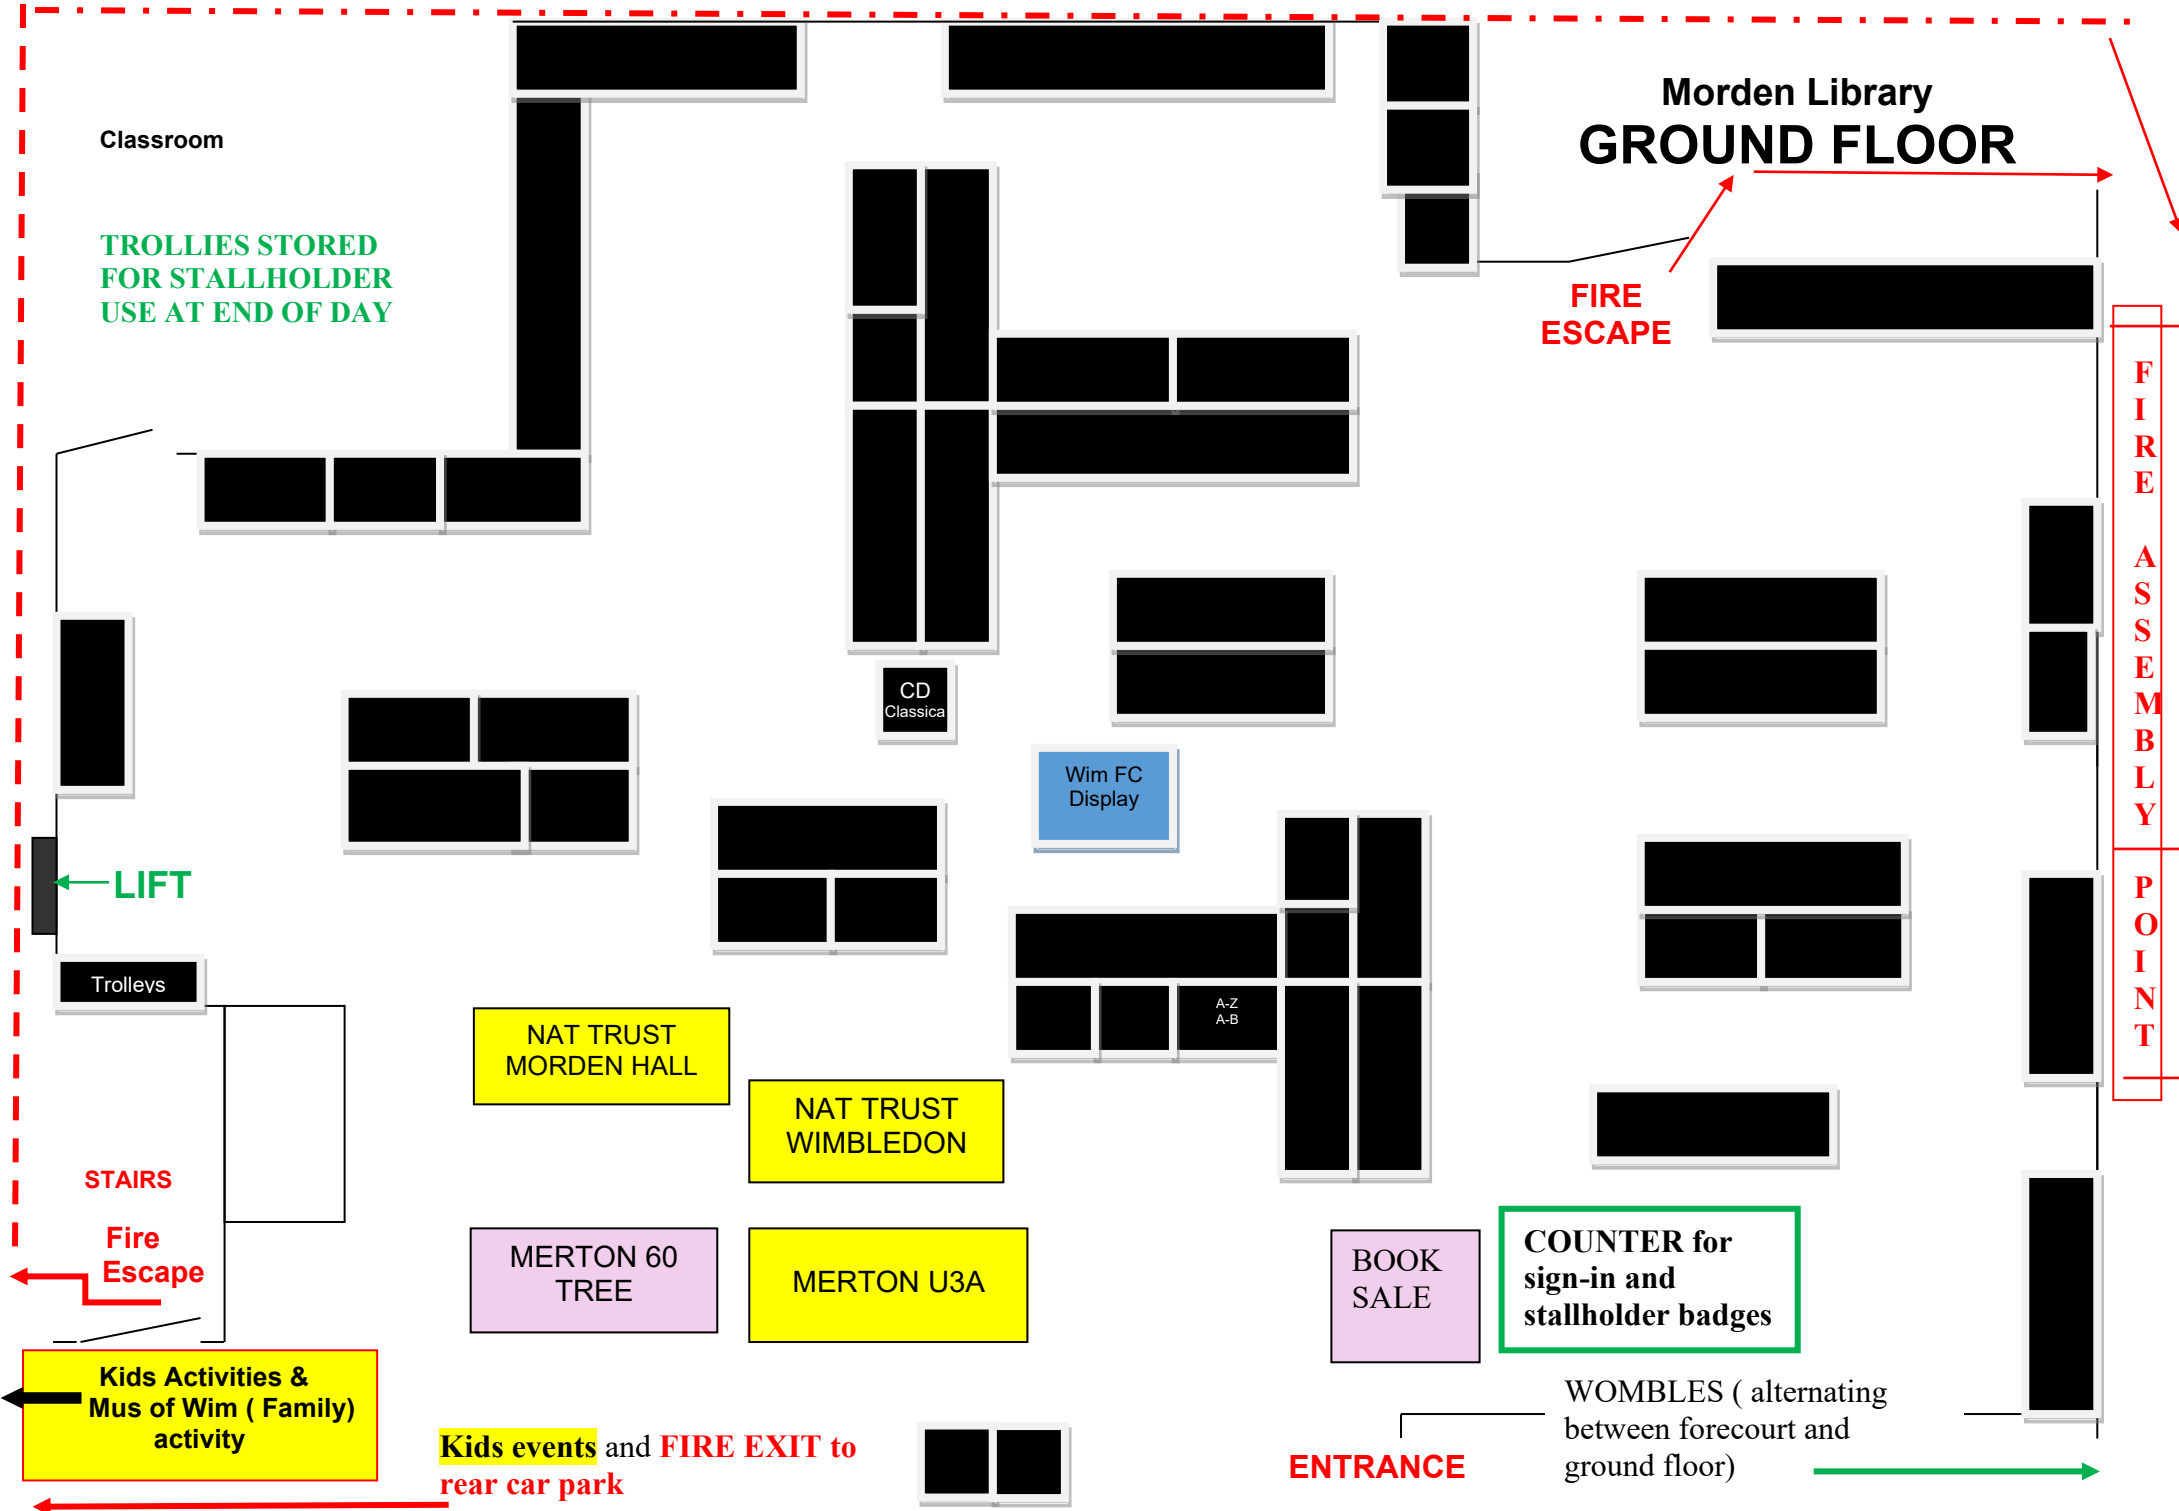 Morden Library
GROUND FLOOR
Classroom
TROLLIES STORED
FOR STALLHOLDER
USE AT END OF DAY
FIRE
ESCAPE
FIRE ASSEMBLY POINT
CD
Classica
Wim FC
Display
LIFT
Trolleys
A-Z
A-B
NAT TRUST
MORDEN HALL
NAT TRUST
WIMBLEDON
STAIRS
Fire
Escape
MERTON 60
TREE
MERTON U3A
BOOK
SALE
COUNTER for
sign-in and
stallholder badges
Kids Activities &
Mus of Wim ( Family)
activity
Kids events and FIRE EXIT to
rear car park
ENTRANCE
WOMBLES ( alternating
between forecourt and
ground floor)